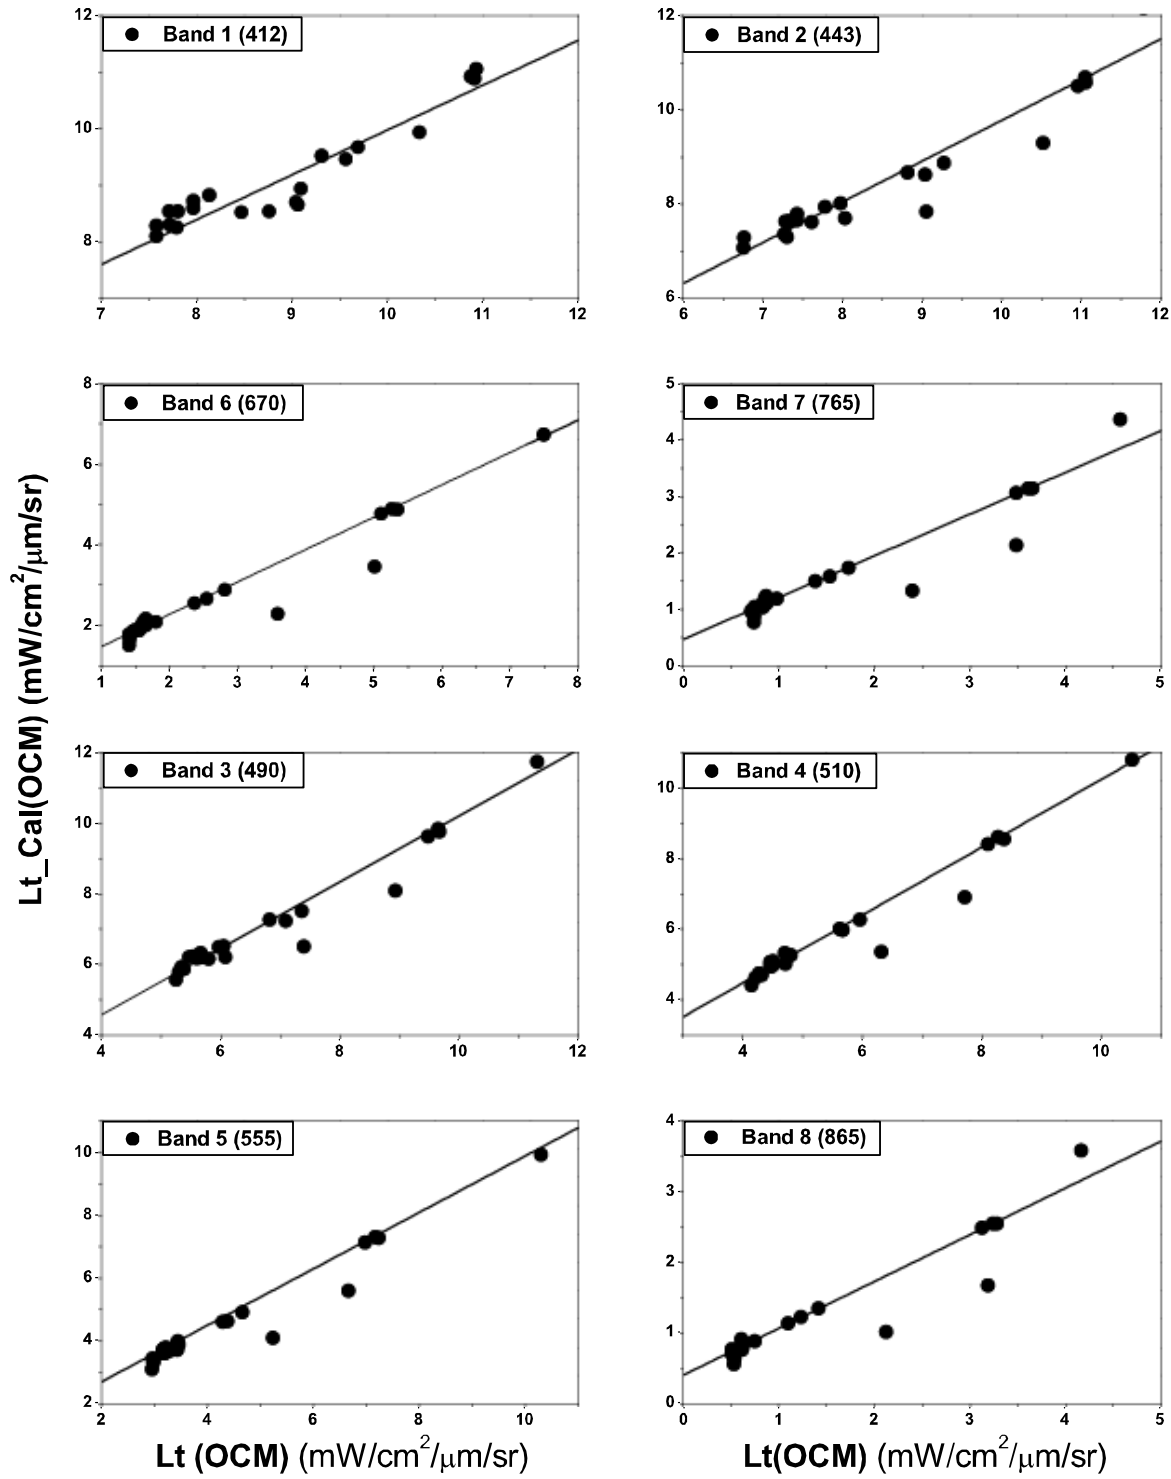 Lt_Cal(OCM) (mW/cm²/μm/sr)
Band 1 (412)
12
10
8
7 8 9 10 11 12
Band 2 (443)
12
10
8
6
6 7 8 9 10 11 12
Band 6 (670)
8
6
4
2
1 2 3 4 5 6 7 8
Band 7 (765)
5
4
3
2
1
0
0 1 2 3 4 5
Band 3 (490)
12
10
8
6
4
4 6 8 10 12
Band 4 (510)
10
8
6
4
4 6 8 10
Band 5 (555)
10
8
6
4
2
2 4 6 8 10
Band 8 (865)
4
3
2
1
0
0 1 2 3 4 5
Lt (OCM) (mW/cm²/μm/sr)
Lt(OCM) (mW/cm²/μm/sr)